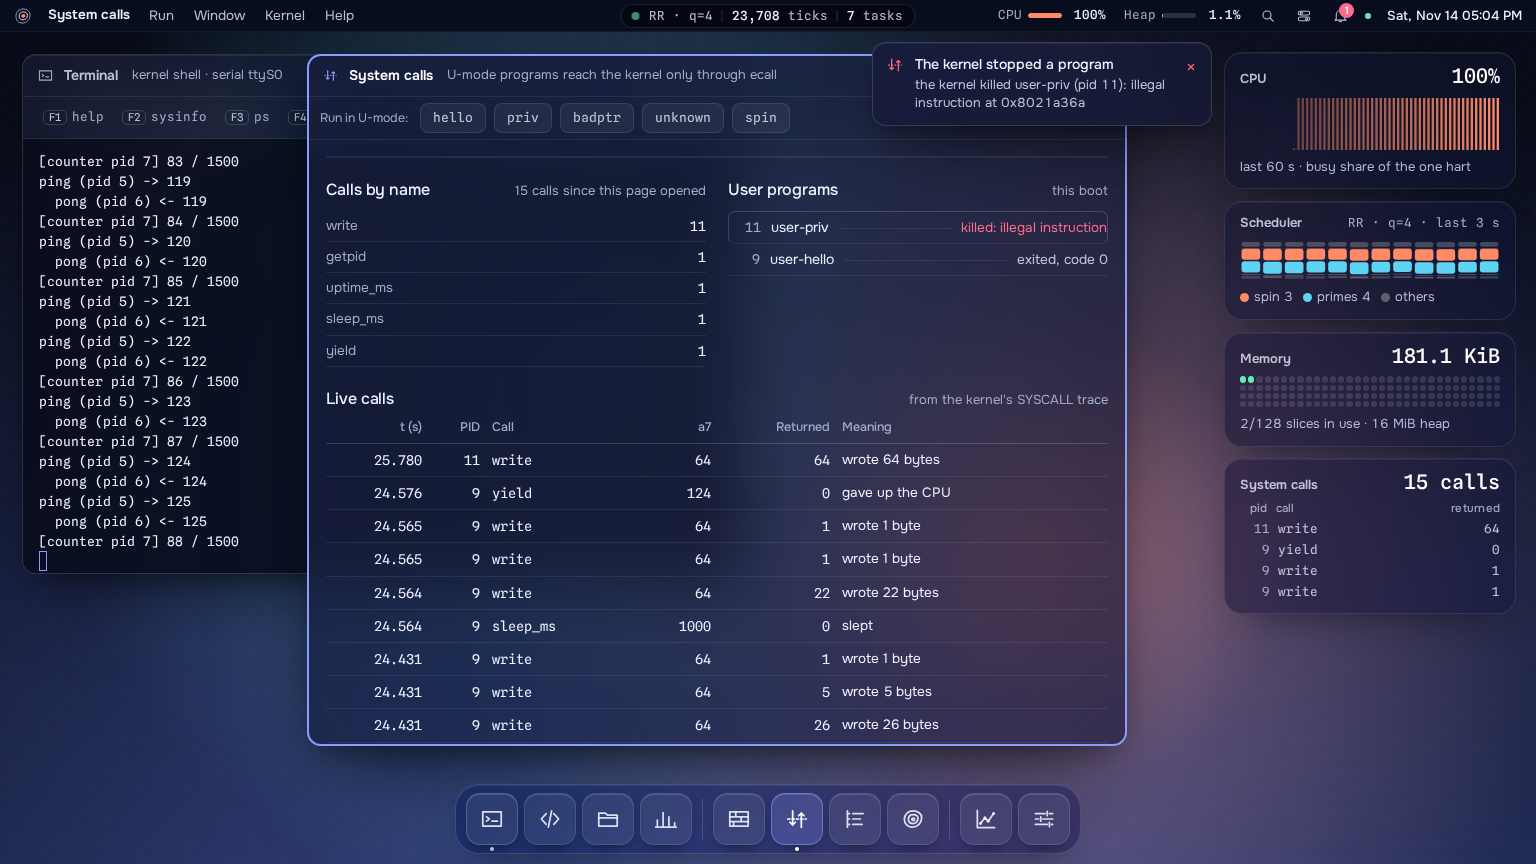 System calls Run Window Kernel Help
RR · q=4 | 23,708 ticks | 7 tasks
CPU 100% Heap 1.1% 1 Sat, Nov 14 05:04 PM
Terminal kernel shell · serial ttyS0
F1 help F2 sysinfo F3 ps F4
[counter pid 7] 83 / 1500
ping (pid 5) -> 119
pong (pid 6) <- 119
[counter pid 7] 84 / 1500
ping (pid 5) -> 120
pong (pid 6) <- 120
[counter pid 7] 85 / 1500
ping (pid 5) -> 121
pong (pid 6) <- 121
ping (pid 5) -> 122
pong (pid 6) <- 122
[counter pid 7] 86 / 1500
ping (pid 5) -> 123
pong (pid 6) <- 123
[counter pid 7] 87 / 1500
ping (pid 5) -> 124
pong (pid 6) <- 124
ping (pid 5) -> 125
pong (pid 6) <- 125
[counter pid 7] 88 / 1500
System calls U-mode programs reach the kernel only through ecall
Run in U-mode: hello priv badptr unknown spin
The kernel stopped a program ×
the kernel killed user-priv (pid 11): illegal
instruction at 0x8021a36a
Calls by name 15 calls since this page opened
write 11
getpid 1
uptime_ms 1
sleep_ms 1
yield 1
User programs this boot
11 user-priv killed: illegal instruction
9 user-hello exited, code 0
Live calls from the kernel's SYSCALL trace
t (s) PID Call a7 Returned Meaning
25.780 11 write 64 64 wrote 64 bytes
24.576 9 yield 124 0 gave up the CPU
24.565 9 write 64 1 wrote 1 byte
24.565 9 write 64 1 wrote 1 byte
24.564 9 write 64 22 wrote 22 bytes
24.564 9 sleep_ms 1000 0 slept
24.431 9 write 64 1 wrote 1 byte
24.431 9 write 64 5 wrote 5 bytes
24.431 9 write 64 26 wrote 26 bytes
CPU 100%
last 60 s · busy share of the one hart
Scheduler RR · q=4 · last 3 s
spin 3 primes 4 others
Memory 181.1 KiB
2/128 slices in use · 16 MiB heap
System calls 15 calls
pid call returned
11 write 64
9 yield 0
9 write 1
9 write 1